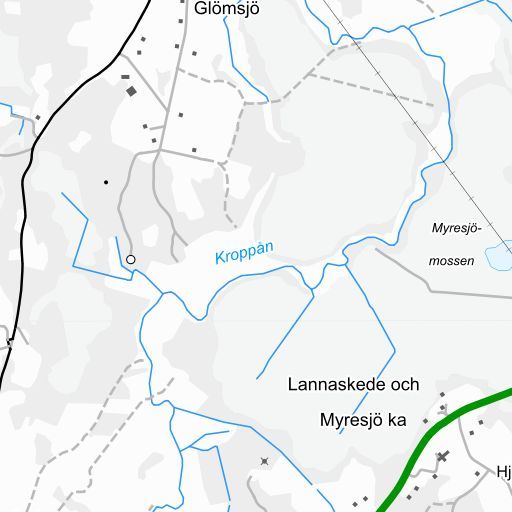 Glömsjö
Myresjö-
mossen
Kroppån
Lannaskede och
Myresjö ka
Hj